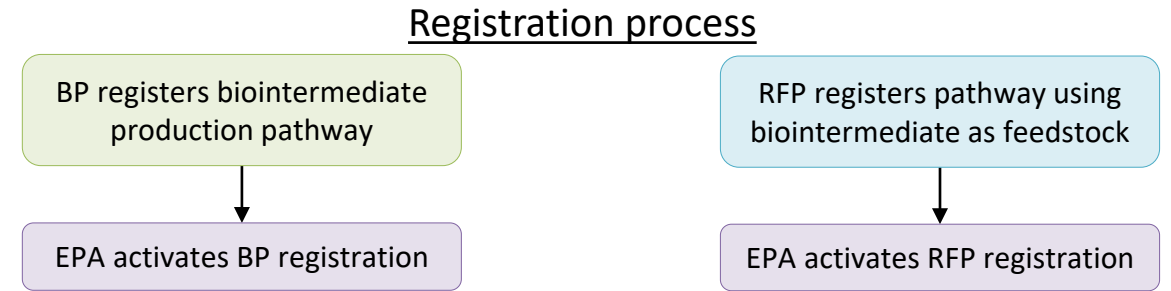 Registration process
BP registers biointermediate
production pathway
EPA activates BP registration
RFP registers pathway using
biointermediate as feedstock
EPA activates RFP registration